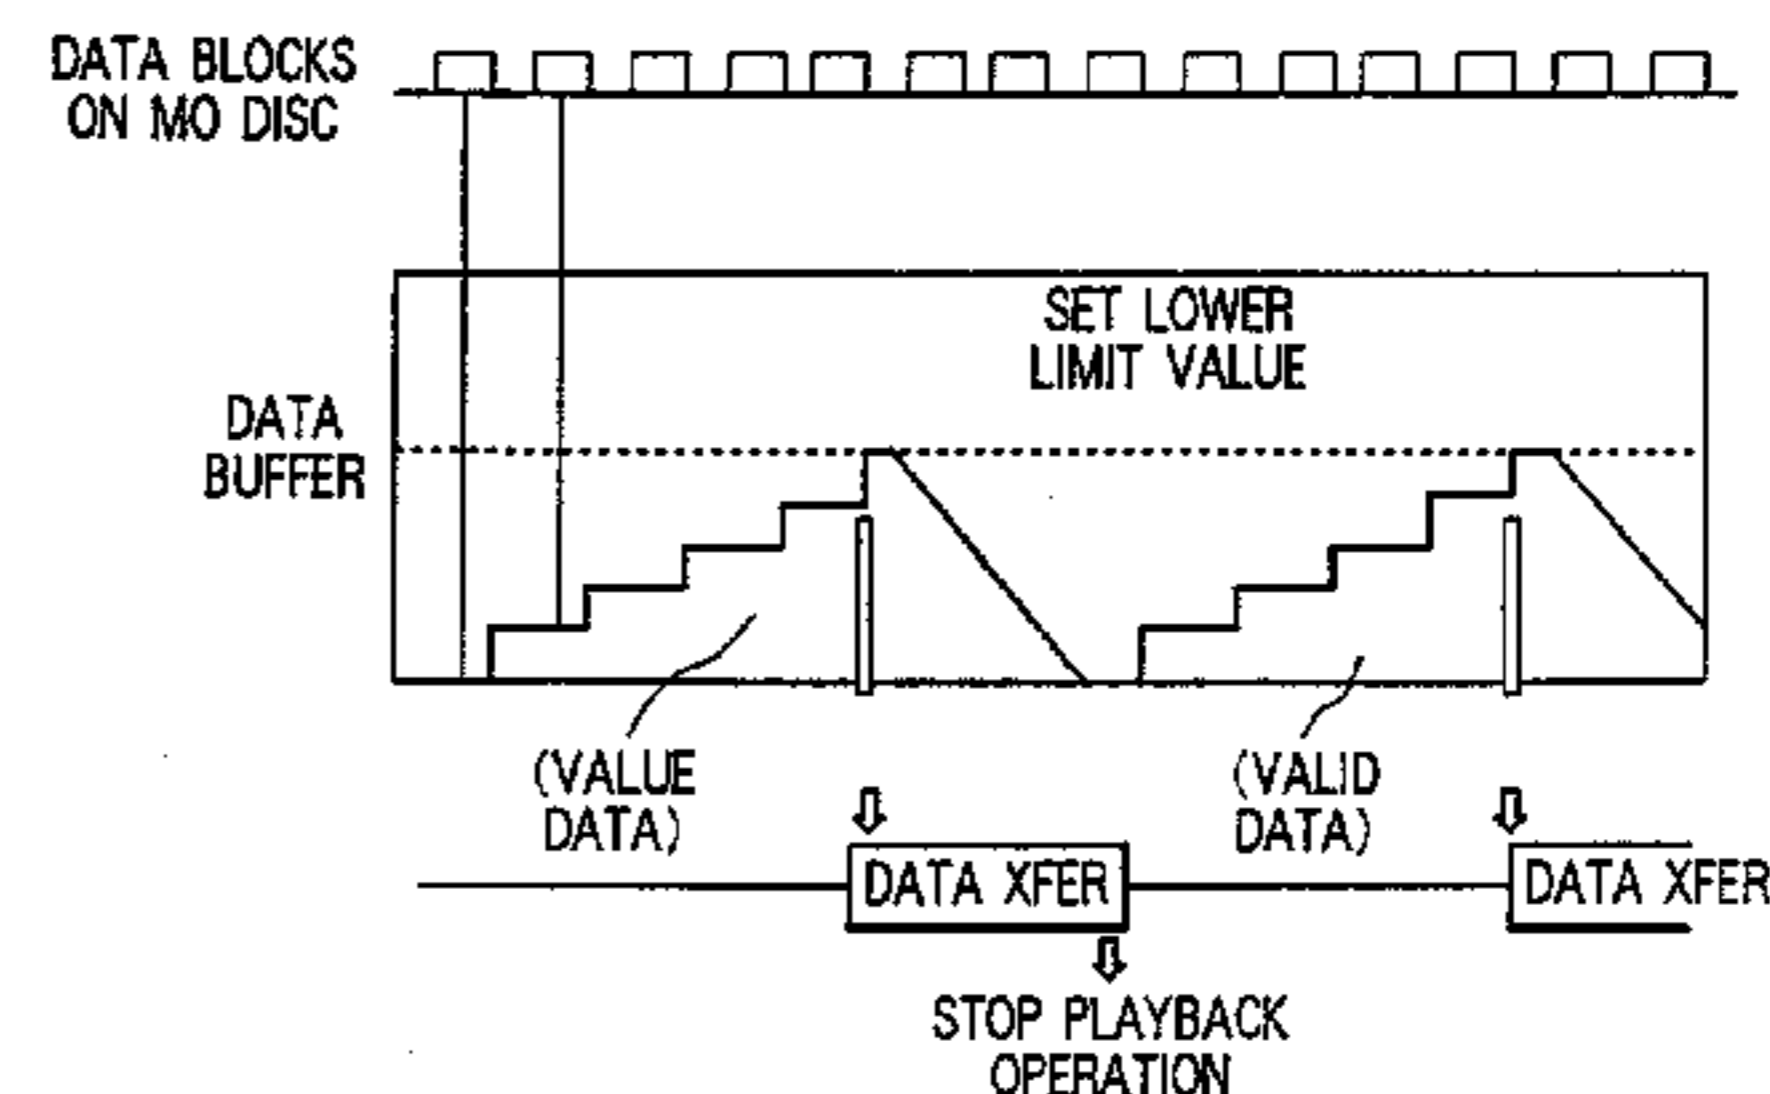 DATA BLOCKS
ON MO DISC
SET LOWER
LIMIT VALUE
DATA
BUFFER
(VALUE
DATA)
(VALID
DATA)
DATA XFER
DATA XFER
STOP PLAYBACK
OPERATION